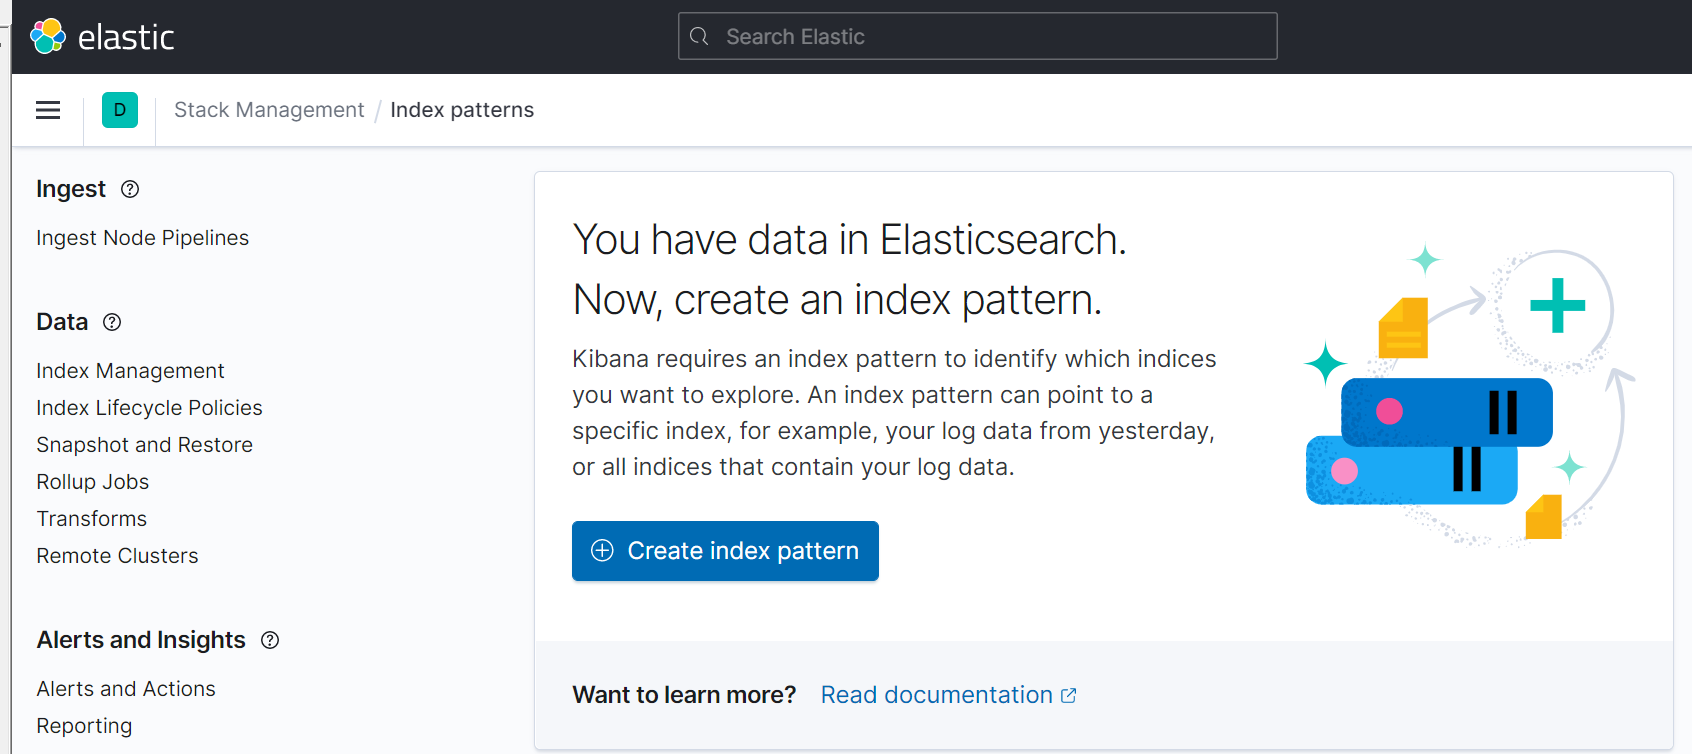 elastic
Search Elastic
D
Stack Management / Index patterns
Ingest
Ingest Node Pipelines
Data
Index Management
Index Lifecycle Policies
Snapshot and Restore
Rollup Jobs
Transforms
Remote Clusters
Alerts and Insights
Alerts and Actions
Reporting
You have data in Elasticsearch.
Now, create an index pattern.
Kibana requires an index pattern to identify which indices
you want to explore. An index pattern can point to a
specific index, for example, your log data from yesterday,
or all indices that contain your log data.
Create index pattern
Want to learn more? Read documentation